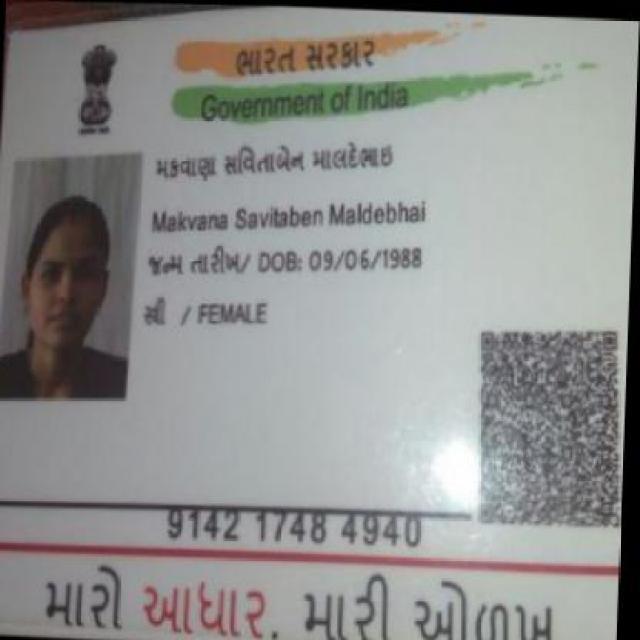 ભારત સરકાર
Government of India
મકવાણા સવિતાબેન માલદેભાઇ
Makvana Savitaben Maldebhai
જન્મ તારીખ/ DOB: 09/06/1988
સ્ત્રી / FEMALE
9142 1748 4940
મારો આધાર, મારી ઓળખ